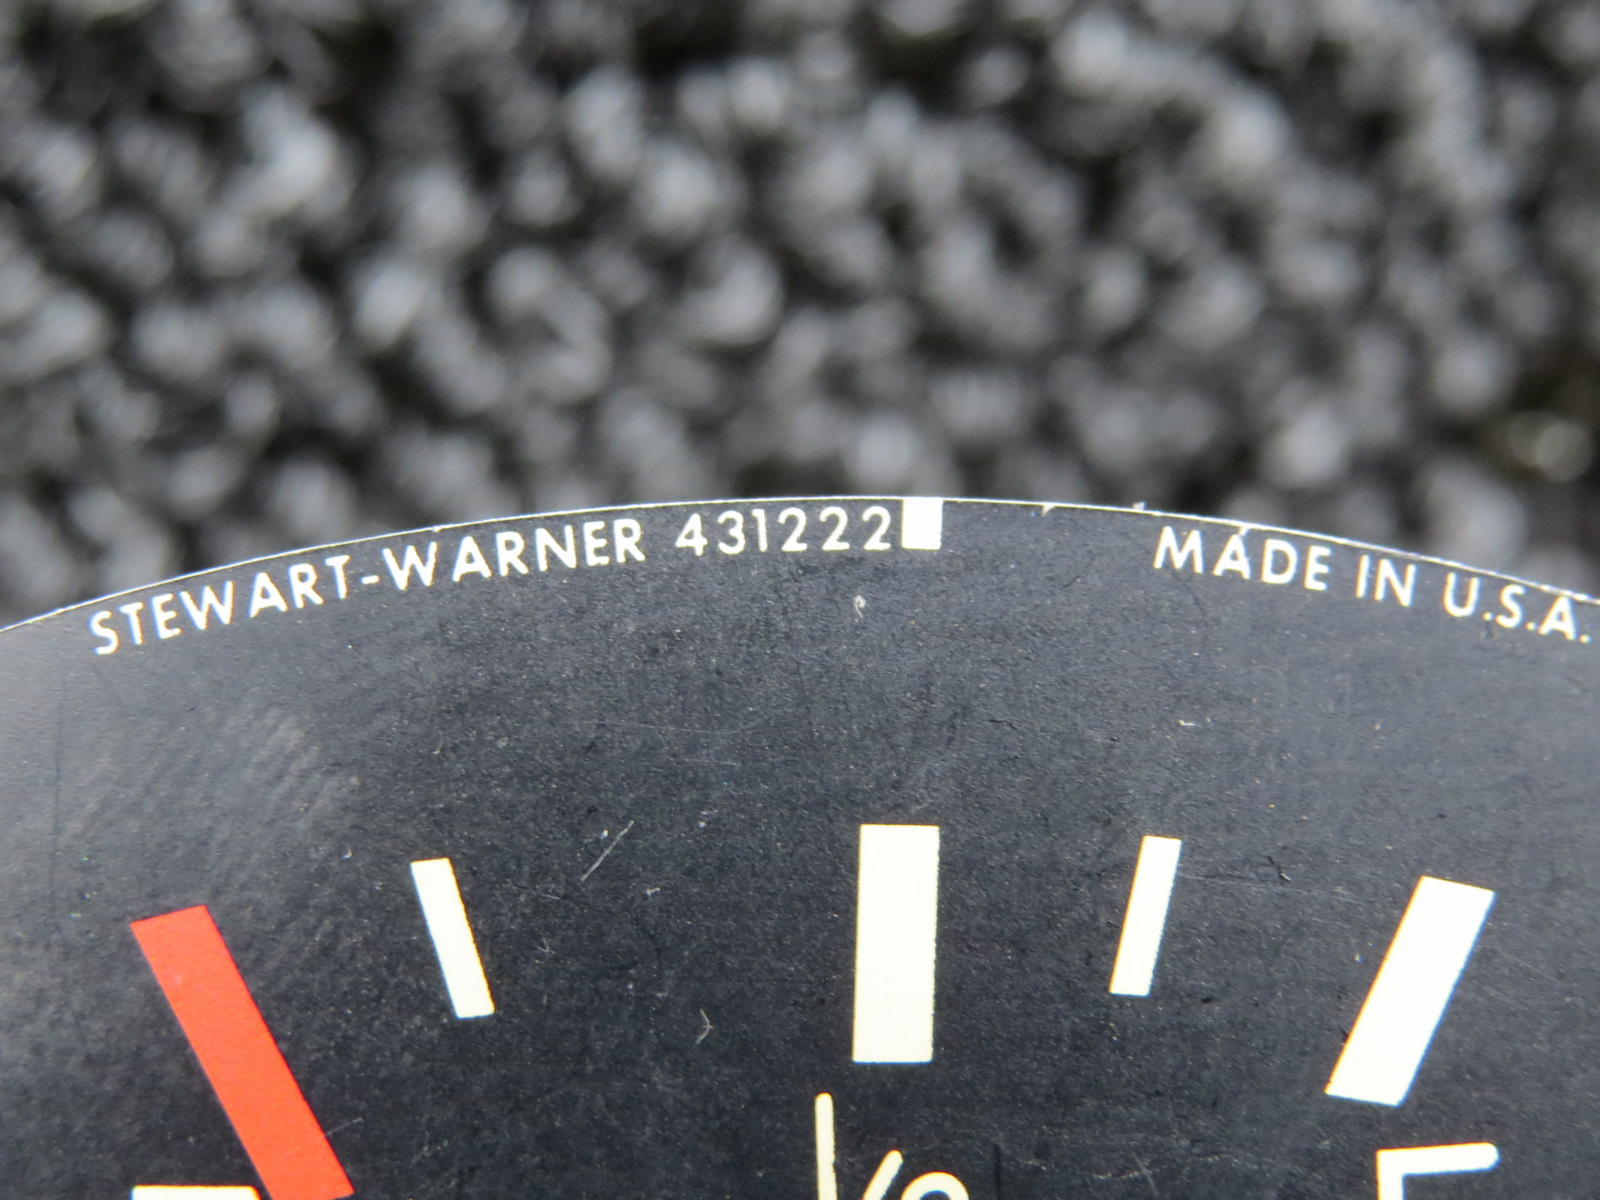 STEWART-WARNER 431222
MADE IN U.S.A.